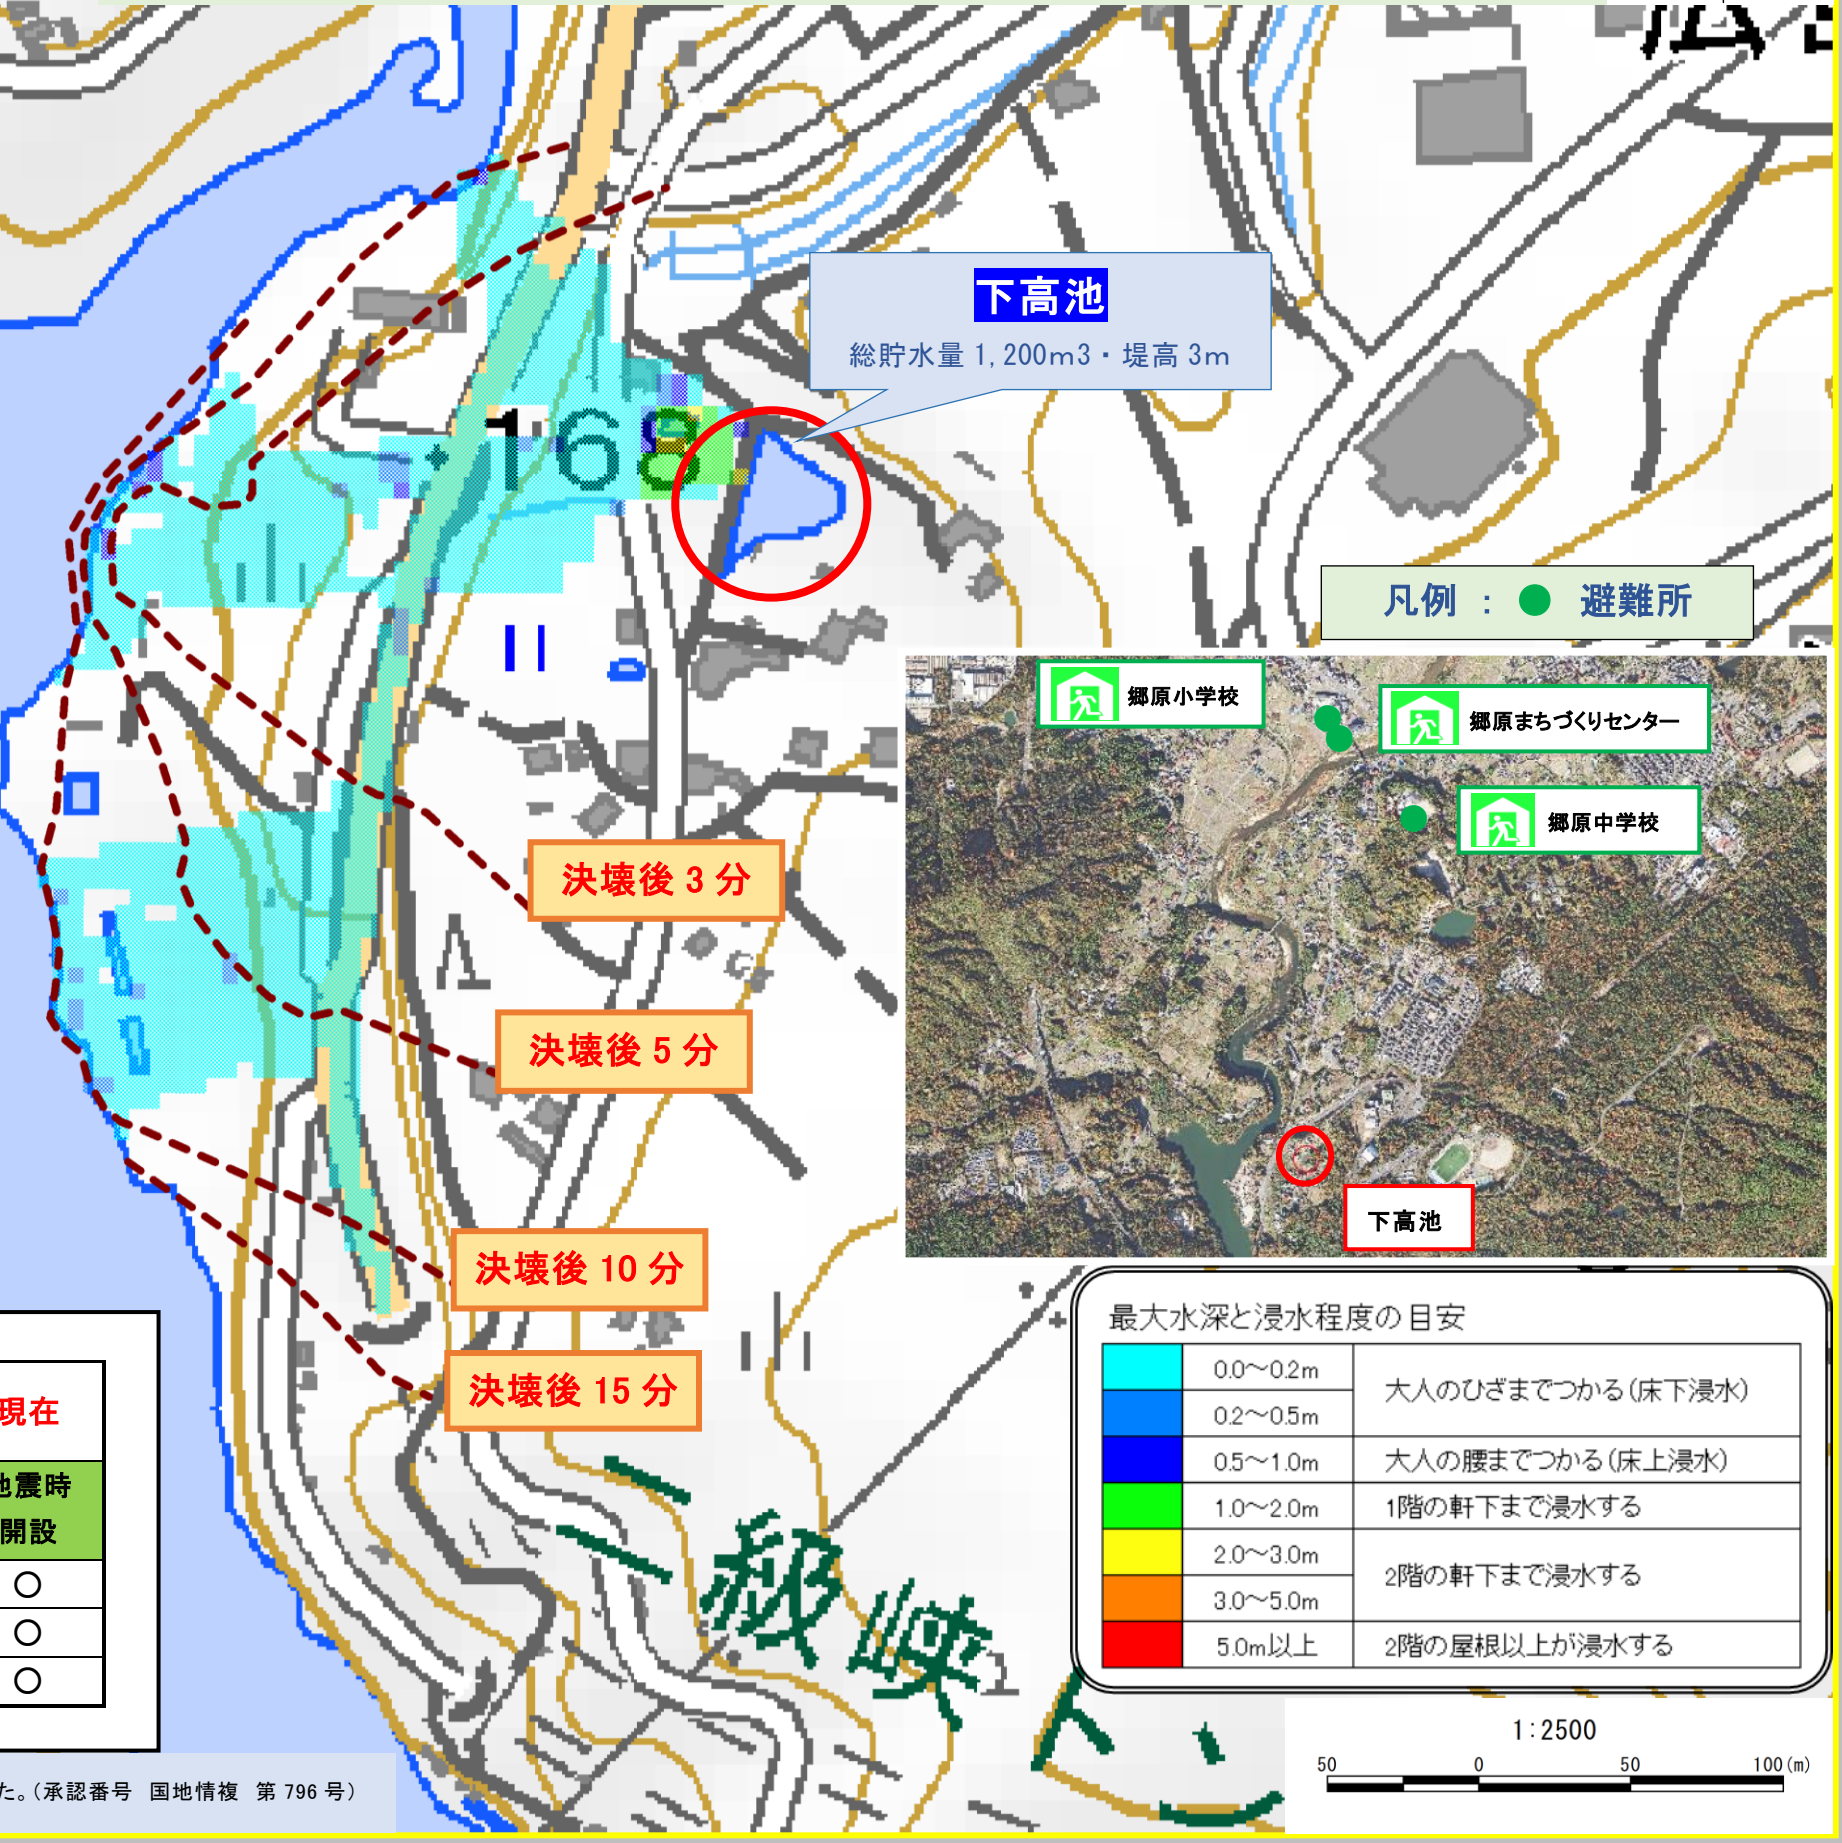 下高池
総貯水量 1,200m3・堤高 3m
168
凡例 : ● 避難所
郷原小学校
郷原まちづくりセンター
郷原中学校
下高池
決壊後 3 分
決壊後 5 分
決壊後 10 分
決壊後 15 分
現在
地震時
開設
○
○
○
二級峡
最大水深と浸水程度の目安
0.0～0.2m
大人のひざまでつかる(床下浸水)
0.2～0.5m
0.5～1.0m 大人の腰までつかる(床上浸水)
1.0～2.0m 1階の軒下まで浸水する
2.0～3.0m
2階の軒下まで浸水する
3.0～5.0m
5.0m以上 2階の屋根以上が浸水する
1:2500
50 0 50 100(m)
た。(承認番号 国地情複 第 796 号)